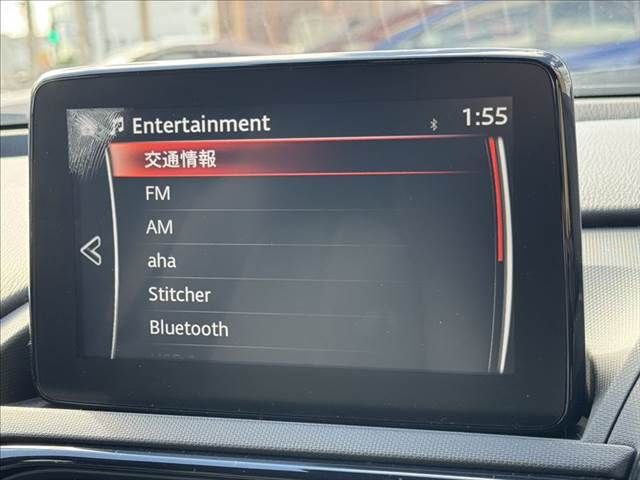 Entertainment 1:55
交通情報
FM
AM
aha
Stitcher
Bluetooth